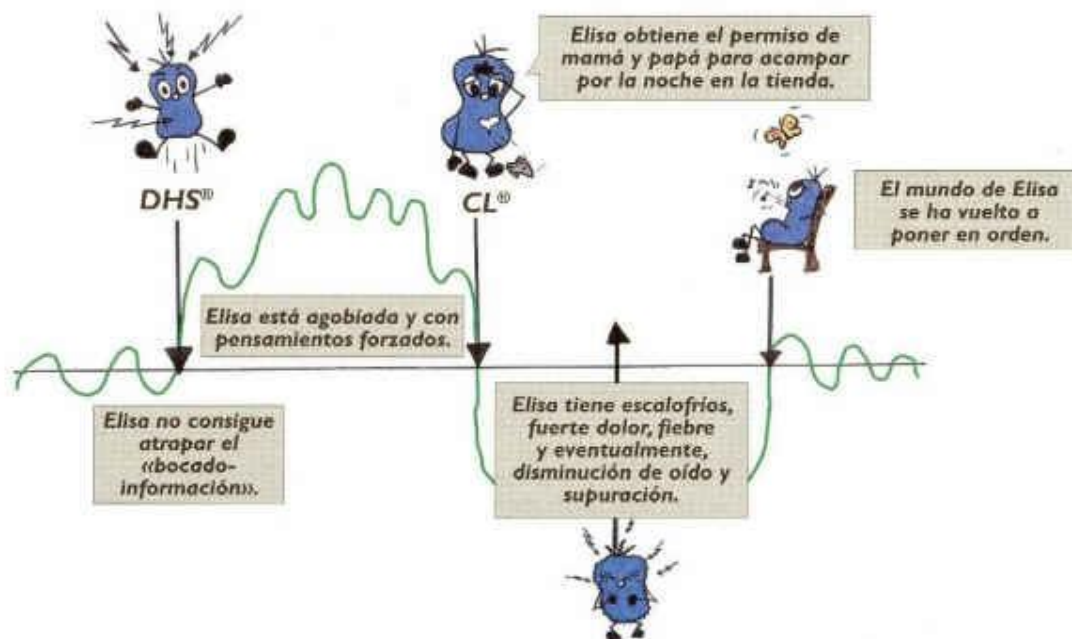 Elisa obtiene el permiso de
mamá y papá para acampar
por la noche en la tienda.
DHS®
CL®
El mundo de Elisa
se ha vuelto a
poner en orden.
Elisa está agobiada y con
pensamientos forzados.
Elisa no consigue
atrapar el
«bocado-
información».
Elisa tiene escalofríos,
fuerte dolor, fiebre
y eventualmente,
disminución de oído y
supuración.